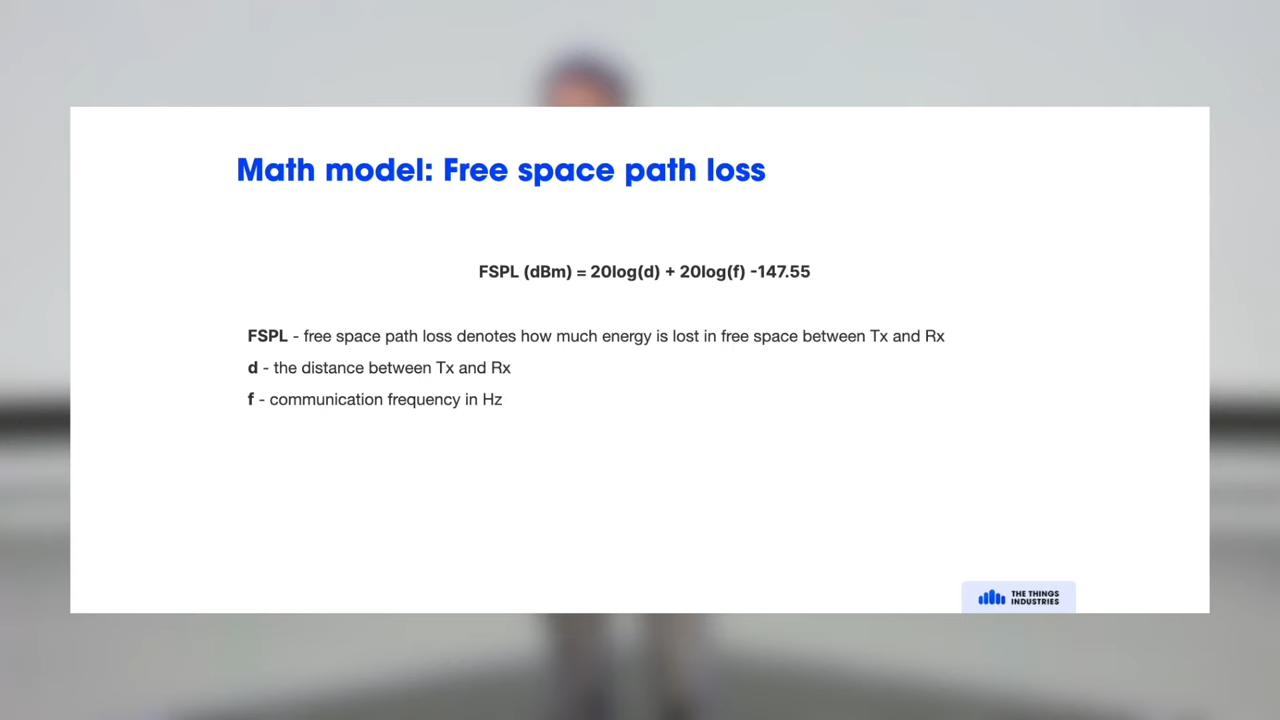 Math model: Free space path loss
FSPL (dBm) = 20log(d) + 20log(f) -147.55
FSPL - free space path loss denotes how much energy is lost in free space between Tx and Rx
d - the distance between Tx and Rx
f - communication frequency in Hz
THE THINGS
INDUSTRIES